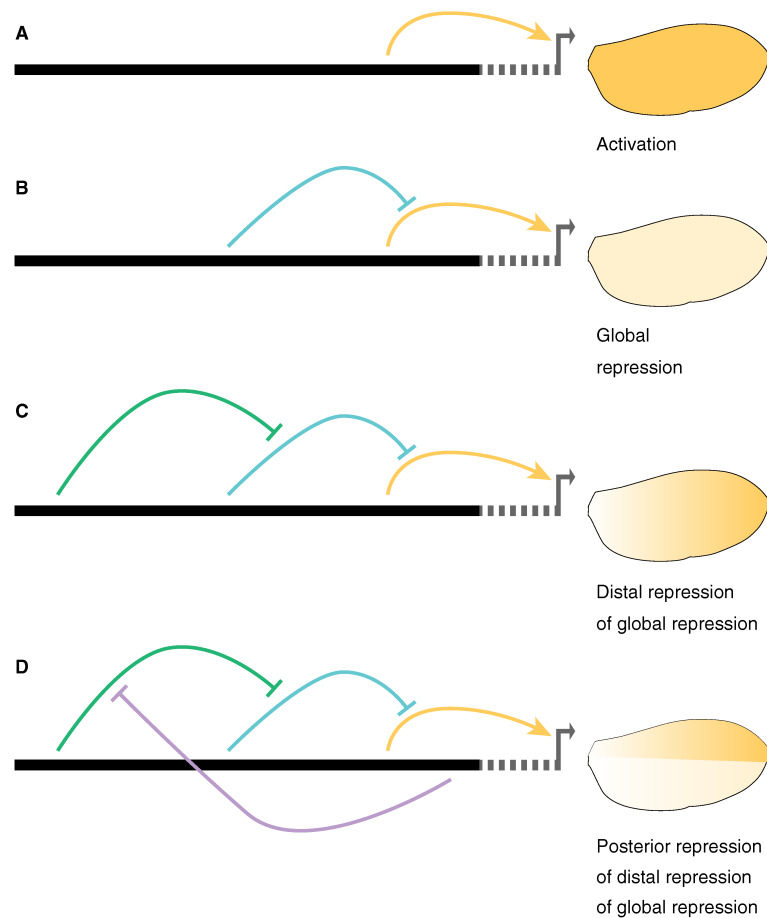 A
Activation
B
Global
repression
C
Distal repression
of global repression
D
Posterior repression
of distal repression
of global repression